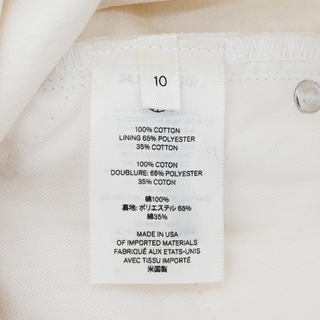 10
100% COTTON
LINING 65% POLYESTER
35% COTTON
100% COTTON
DOUBLURE: 65% POLYESTER
35% COTON
綿100%
裏地: ポリエステル 65%
綿35%
MADE IN USA
OF IMPORTED MATERIALS
FABRIQUÉ AUX ETATS-UNIS
AVEC TISSU IMPORTÉ
米国製